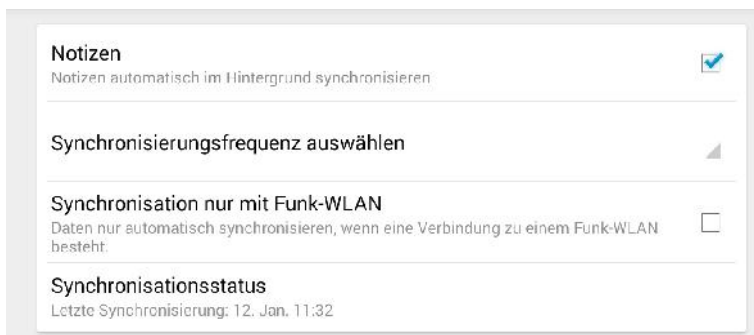 Notizen
Notizen automatisch im Hintergrund synchronisieren
Synchronisierungsfrequenz auswählen
Synchronisation nur mit Funk-WLAN
Daten nur automatisch synchronisieren, wenn eine Verbindung zu einem Funk-WLAN
besteht.
Synchronisationsstatus
Letzte Synchronisierung: 12. Jan. 11:32